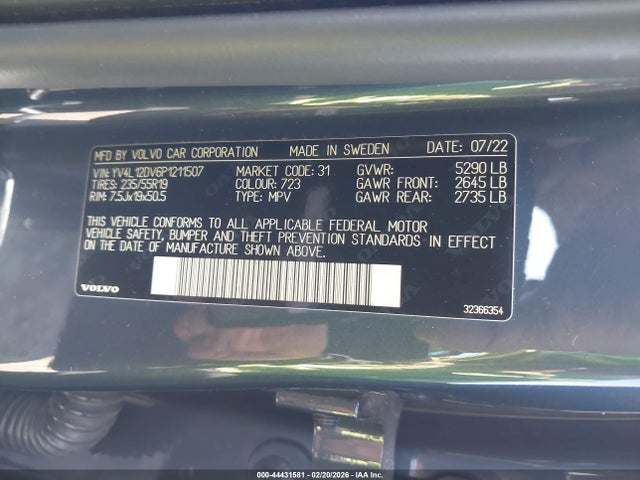 MFD BY VOLVO CAR CORPORATION MADE IN SWEDEN DATE: 07/22
VIN: YV4L12DV6P1211507 MARKET CODE: 31 GVWR: 5290 LB
TIRES: 235/55R19 COLOUR: 723 GAWR FRONT: 2645 LB
RIM: 7.5Jx19x50.5 TYPE: MPV GAWR REAR: 2735 LB
THIS VEHICLE CONFORMS TO ALL APPLICABLE FEDERAL MOTOR
VEHICLE SAFETY, BUMPER AND THEFT PREVENTION STANDARDS IN EFFECT
ON THE DATE OF MANUFACTURE SHOWN ABOVE.
VOLVO 32366354
000-44431581 - 02/20/2026 - IAA Inc.